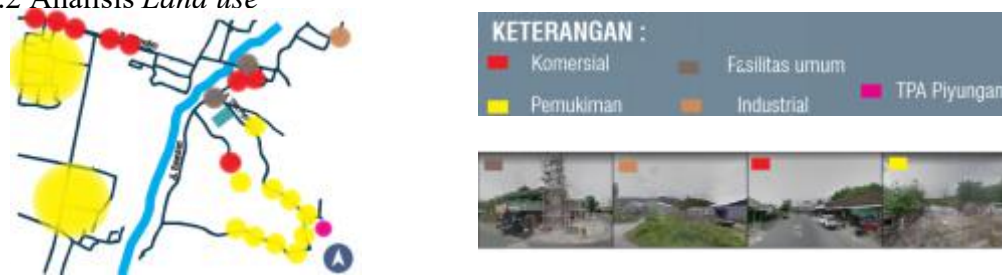 .2 Analisis Land use
KETERANGAN :
Komersial
Fasilitas umum
TPA Piyungan
Pemukiman
Industrial